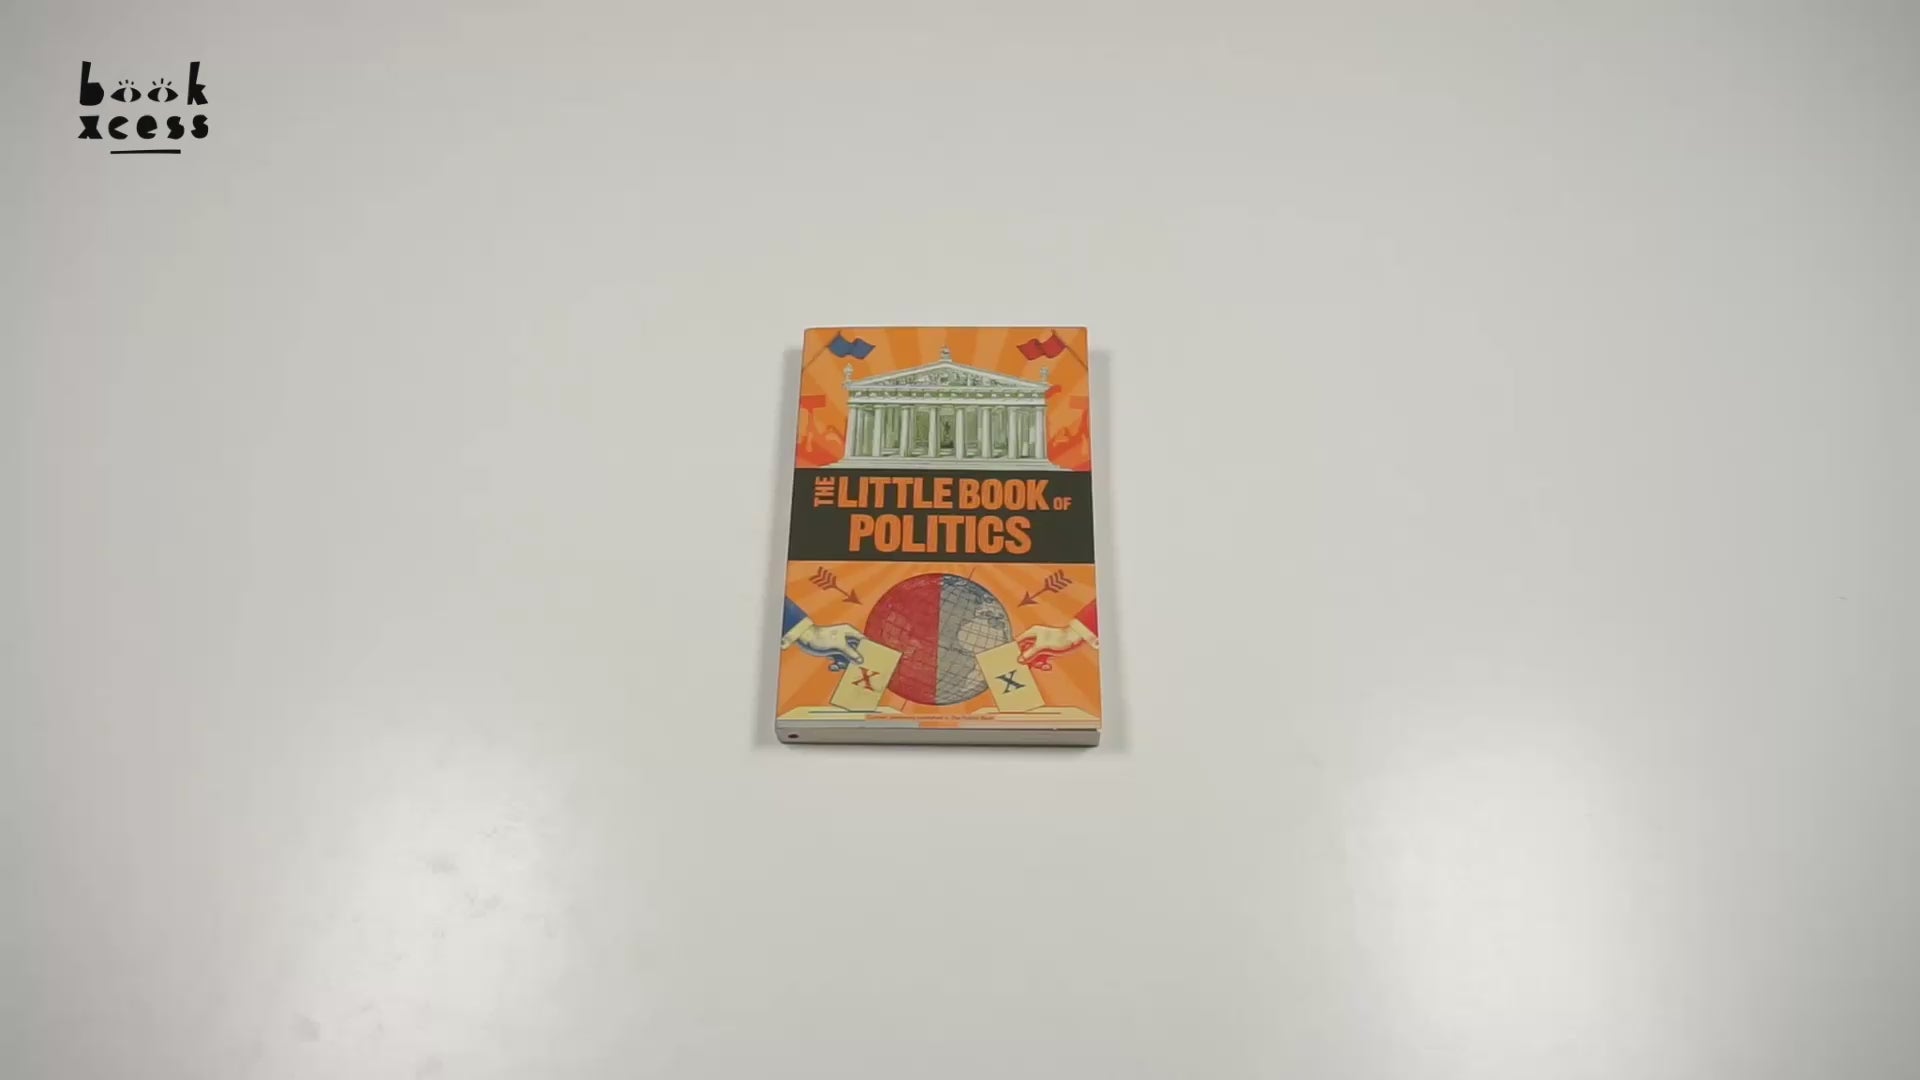 book
xcess
THE LITTLE BOOK OF
POLITICS
X X